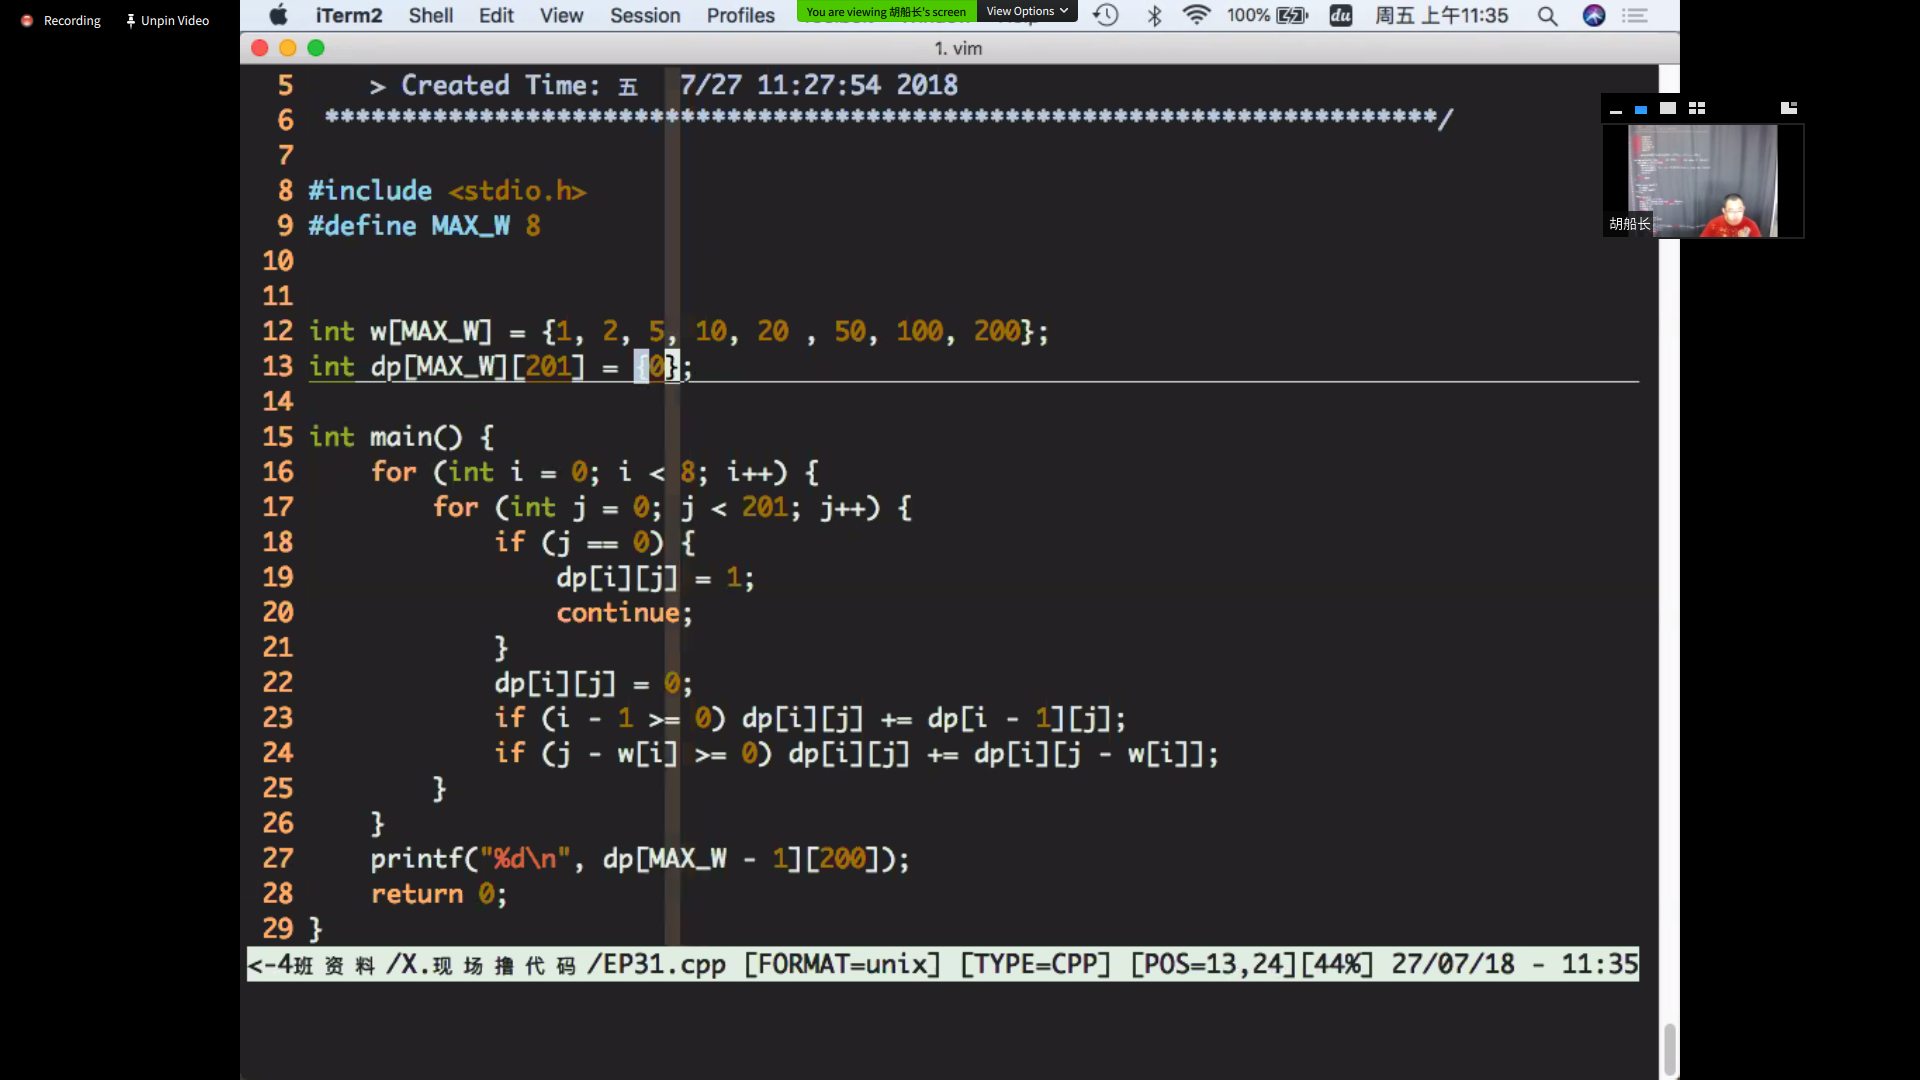 Recording
Unpin Video
iTerm2 Shell Edit View Session Profiles
You are viewing 胡船长's screen
View Options
100%
du
周五 上午11:35
1. vim
5 > Created Time: 五 7/27 11:27:54 2018
6 ************************************************************************/
7
8 #include <stdio.h>
9 #define MAX_W 8
10
11
12 int w[MAX_W] = {1, 2, 5, 10, 20 , 50, 100, 200};
13 int dp[MAX_W][201] = {0};
14
15 int main() {
16     for (int i = 0; i < 8; i++) {
17         for (int j = 0; j < 201; j++) {
18             if (j == 0) {
19                 dp[i][j] = 1;
20                 continue;
21             }
22             dp[i][j] = 0;
23             if (i - 1 >= 0) dp[i][j] += dp[i - 1][j];
24             if (j - w[i] >= 0) dp[i][j] += dp[i][j - w[i]];
25         }
26     }
27     printf("%d\n", dp[MAX_W - 1][200]);
28     return 0;
29 }
<-4班资料/X.现场撸代码/EP31.cpp [FORMAT=unix] [TYPE=CPP] [POS=13,24][44%] 27/07/18 - 11:35
胡船长